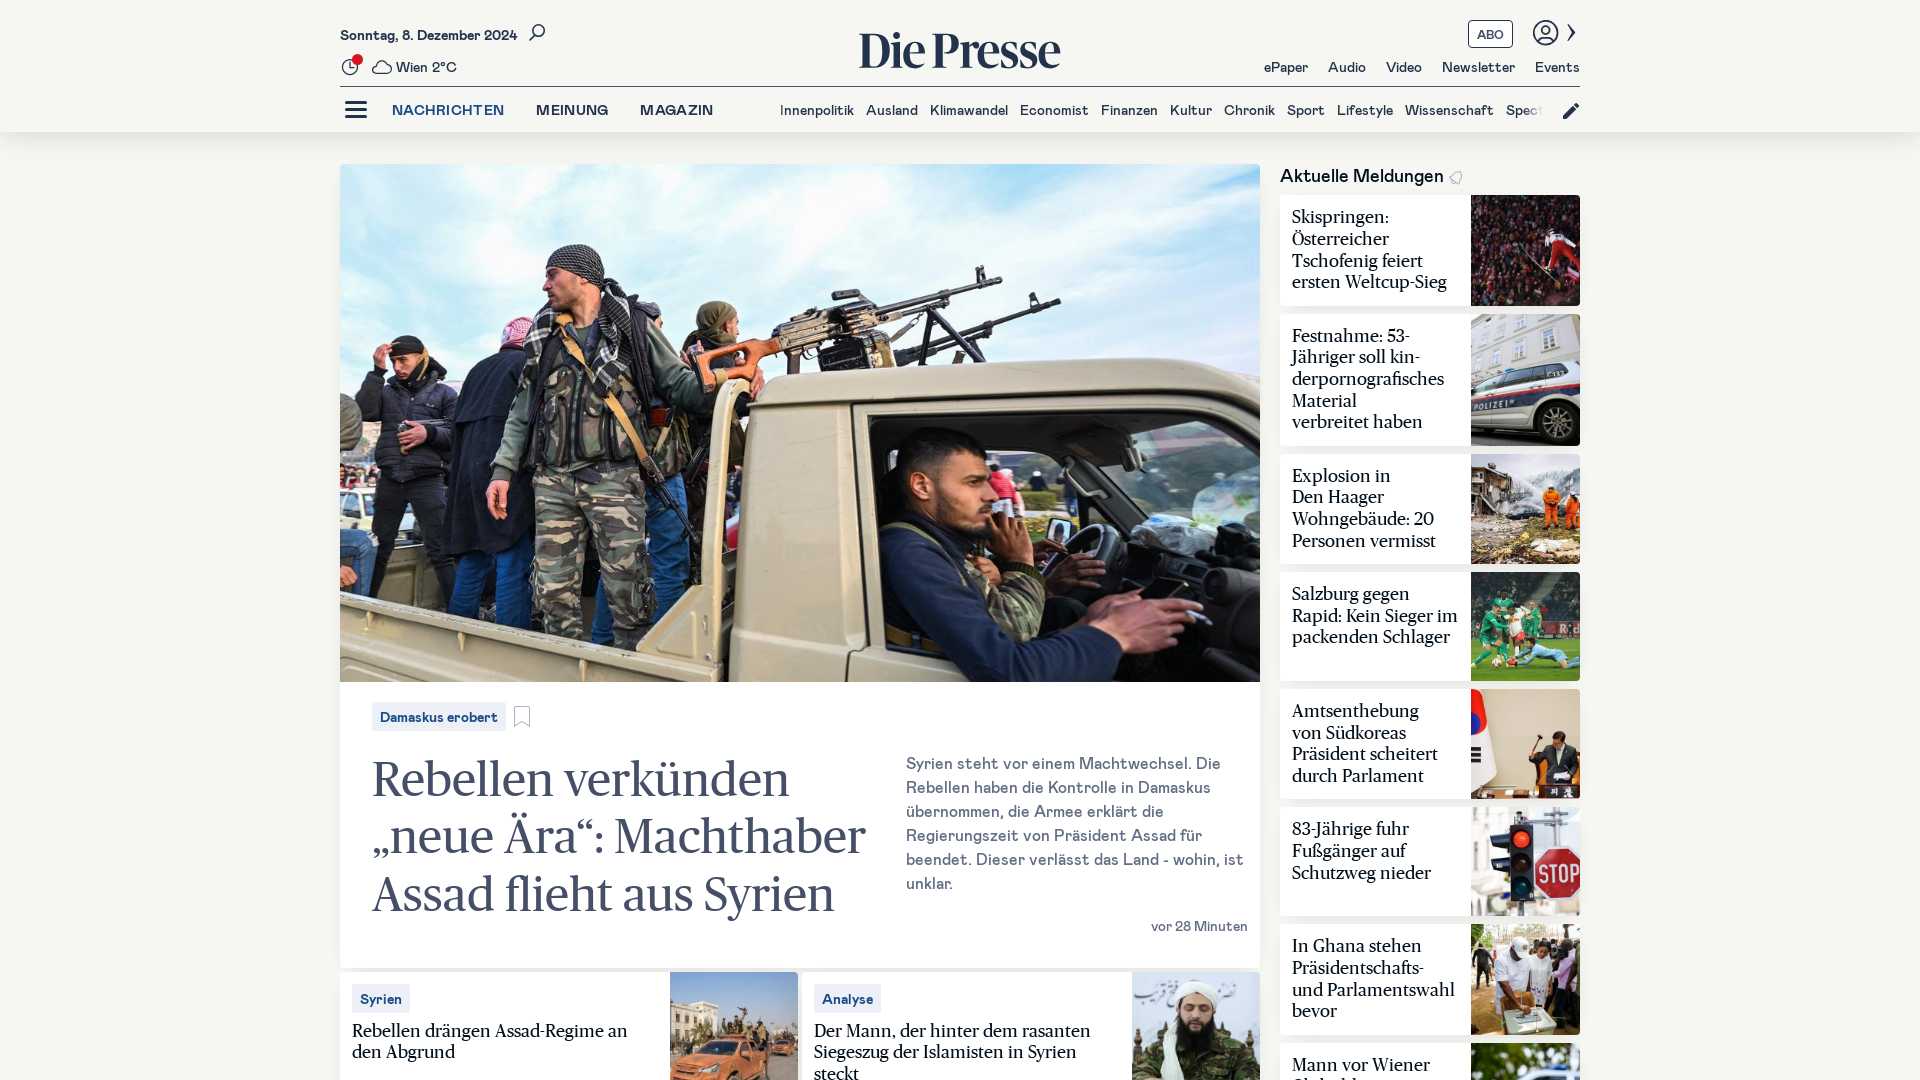 Sonntag, 8. Dezember 2024
Wien 2°C
Die Presse
ABO
ePaper Audio Video Newsletter Events
NACHRICHTEN MEINUNG MAGAZIN
Innenpolitik Ausland Klimawandel Economist Finanzen Kultur Chronik Sport Lifestyle Wissenschaft Spect
Damaskus erobert
Rebellen verkünden
„neue Ära“: Machthaber
Assad flieht aus Syrien
Syrien steht vor einem Machtwechsel. Die
Rebellen haben die Kontrolle in Damaskus
übernommen, die Armee erklärt die
Regierungszeit von Präsident Assad für
beendet. Dieser verlässt das Land - wohin, ist
unklar.
vor 28 Minuten
Syrien
Rebellen drängen Assad-Regime an
den Abgrund
Analyse
Der Mann, der hinter dem rasanten
Siegeszug der Islamisten in Syrien
steckt
Aktuelle Meldungen
Skispringen:
Österreicher
Tschofenig feiert
ersten Weltcup-Sieg
Festnahme: 53-
Jähriger soll kin-
derpornografisches
Material
verbreitet haben
POLIZEI
Explosion in
Den Haager
Wohngebäude: 20
Personen vermisst
Salzburg gegen
Rapid: Kein Sieger im
packenden Schlager
Amtsenthebung
von Südkoreas
Präsident scheitert
durch Parlament
83-Jährige fuhr
Fußgänger auf
Schutzweg nieder
STOP
In Ghana stehen
Präsidentschafts-
und Parlamentswahl
bevor
Mann vor Wiener